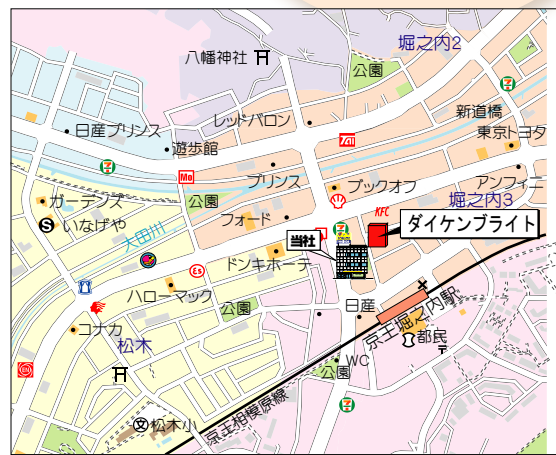 八幡神社
堀之内2
公園
レッドバロン
新道橋
日産プリンス
遊歩館
東京トヨタ
プリンス
ブックオフ
アンフィニ
ガーデンズ
公園
堀之内3
いなげや
大田川
フォード
KFC
ダイケンブライト
当社
ドンキホーテ
ハローマック
公園
日産
京王堀之内駅
コナカ
松木
都民
WC
公園
京王相模原線
文 松木小